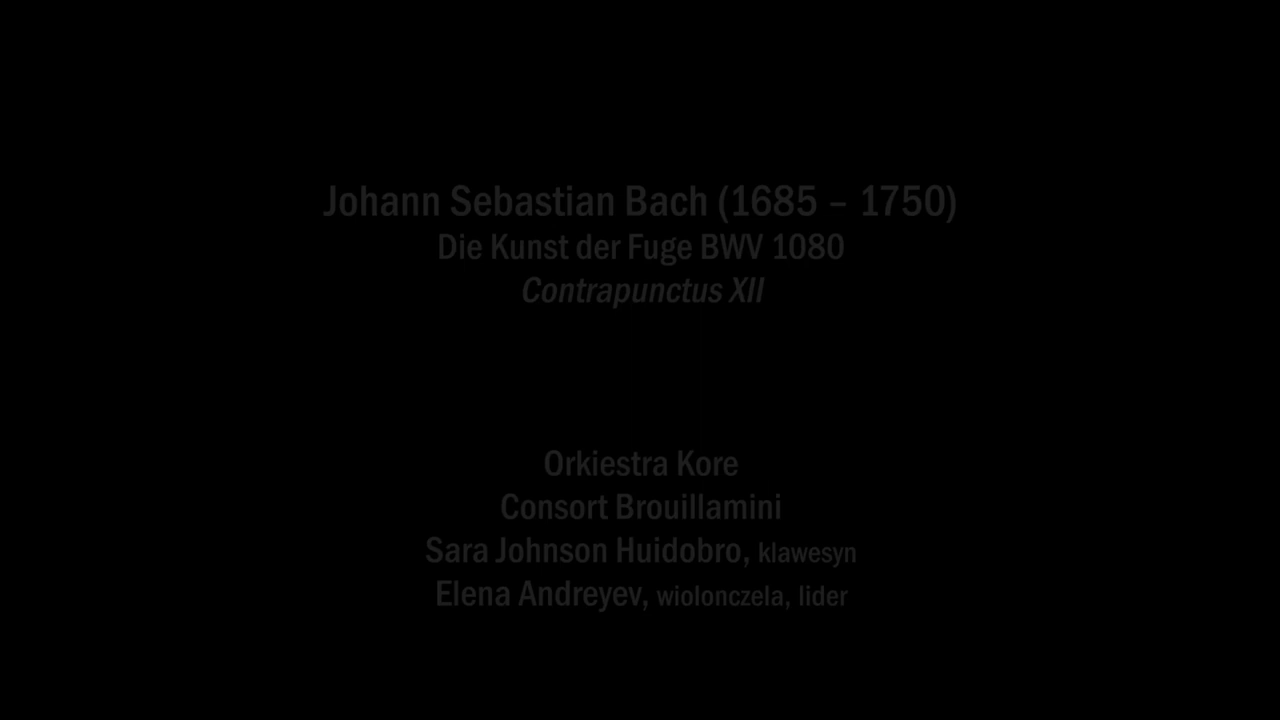 Johann Sebastian Bach (1685 – 1750)
Die Kunst der Fuge BWV 1080
Contrapunctus XII
Orkiestra Kore
Consort Brouillamini
Sara Johnson Huidobro, klawesyn
Elena Andreyev, wiolonczela, lider